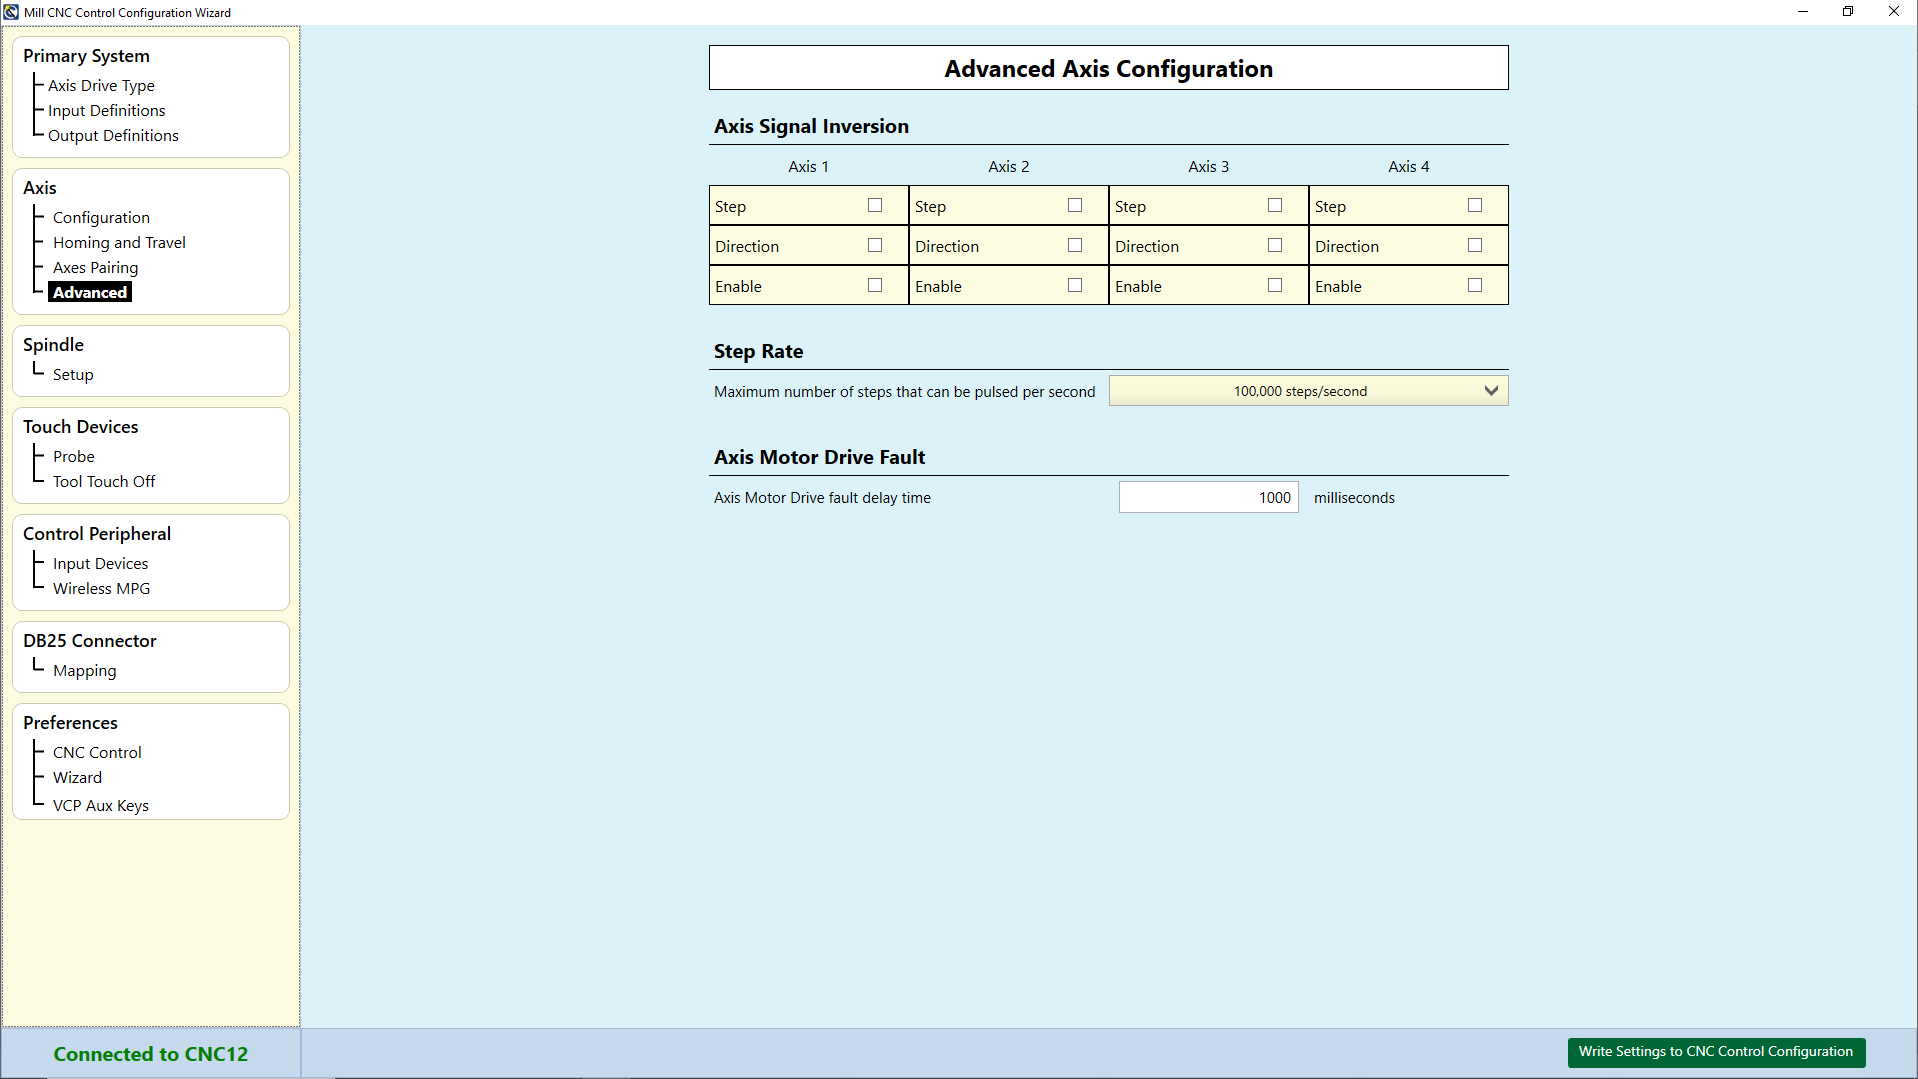 Mill CNC Control Configuration Wizard
Primary System
Axis Drive Type
Input Definitions
Output Definitions
Axis
Configuration
Homing and Travel
Axes Pairing
Advanced
Spindle
Setup
Touch Devices
Probe
Tool Touch Off
Control Peripheral
Input Devices
Wireless MPG
DB25 Connector
Mapping
Preferences
CNC Control
Wizard
VCP Aux Keys
Connected to CNC12
Advanced Axis Configuration
Axis Signal Inversion
Axis 1 Axis 2 Axis 3 Axis 4
Step Step Step Step
Direction Direction Direction Direction
Enable Enable Enable Enable
Step Rate
Maximum number of steps that can be pulsed per second 100,000 steps/second
Axis Motor Drive Fault
Axis Motor Drive fault delay time 1000 milliseconds
Write Settings to CNC Control Configuration